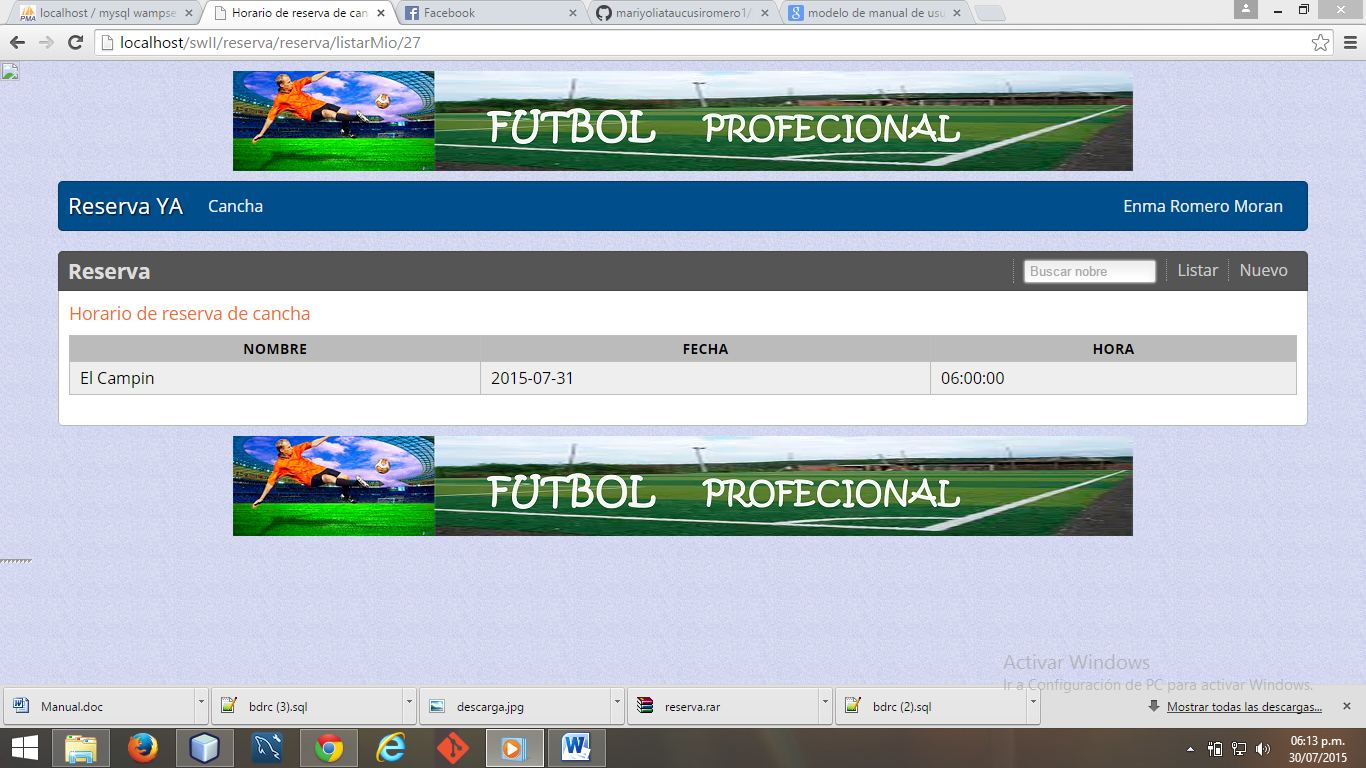 localhost / mysql wampse
Horario de reserva de can
Facebook
mariyoliataucusiromero1/
modelo de manual de usu
localhost/swII/reserva/reserva/listarMio/27
FUTBOL PROFECIONAL
Reserva YA
Cancha
Enma Romero Moran
Reserva
Buscar nobre
Listar
Nuevo
Horario de reserva de cancha
NOMBRE FECHA HORA
El Campin 2015-07-31 06:00:00
FUTBOL PROFECIONAL
Activar Windows
Ir a Configuración de PC para activar Windows.
Manual.doc
bdrc (3).sql
descarga.jpg
reserva.rar
bdrc (2).sql
Mostrar todas las descargas...
06:13 p.m.
30/07/2015